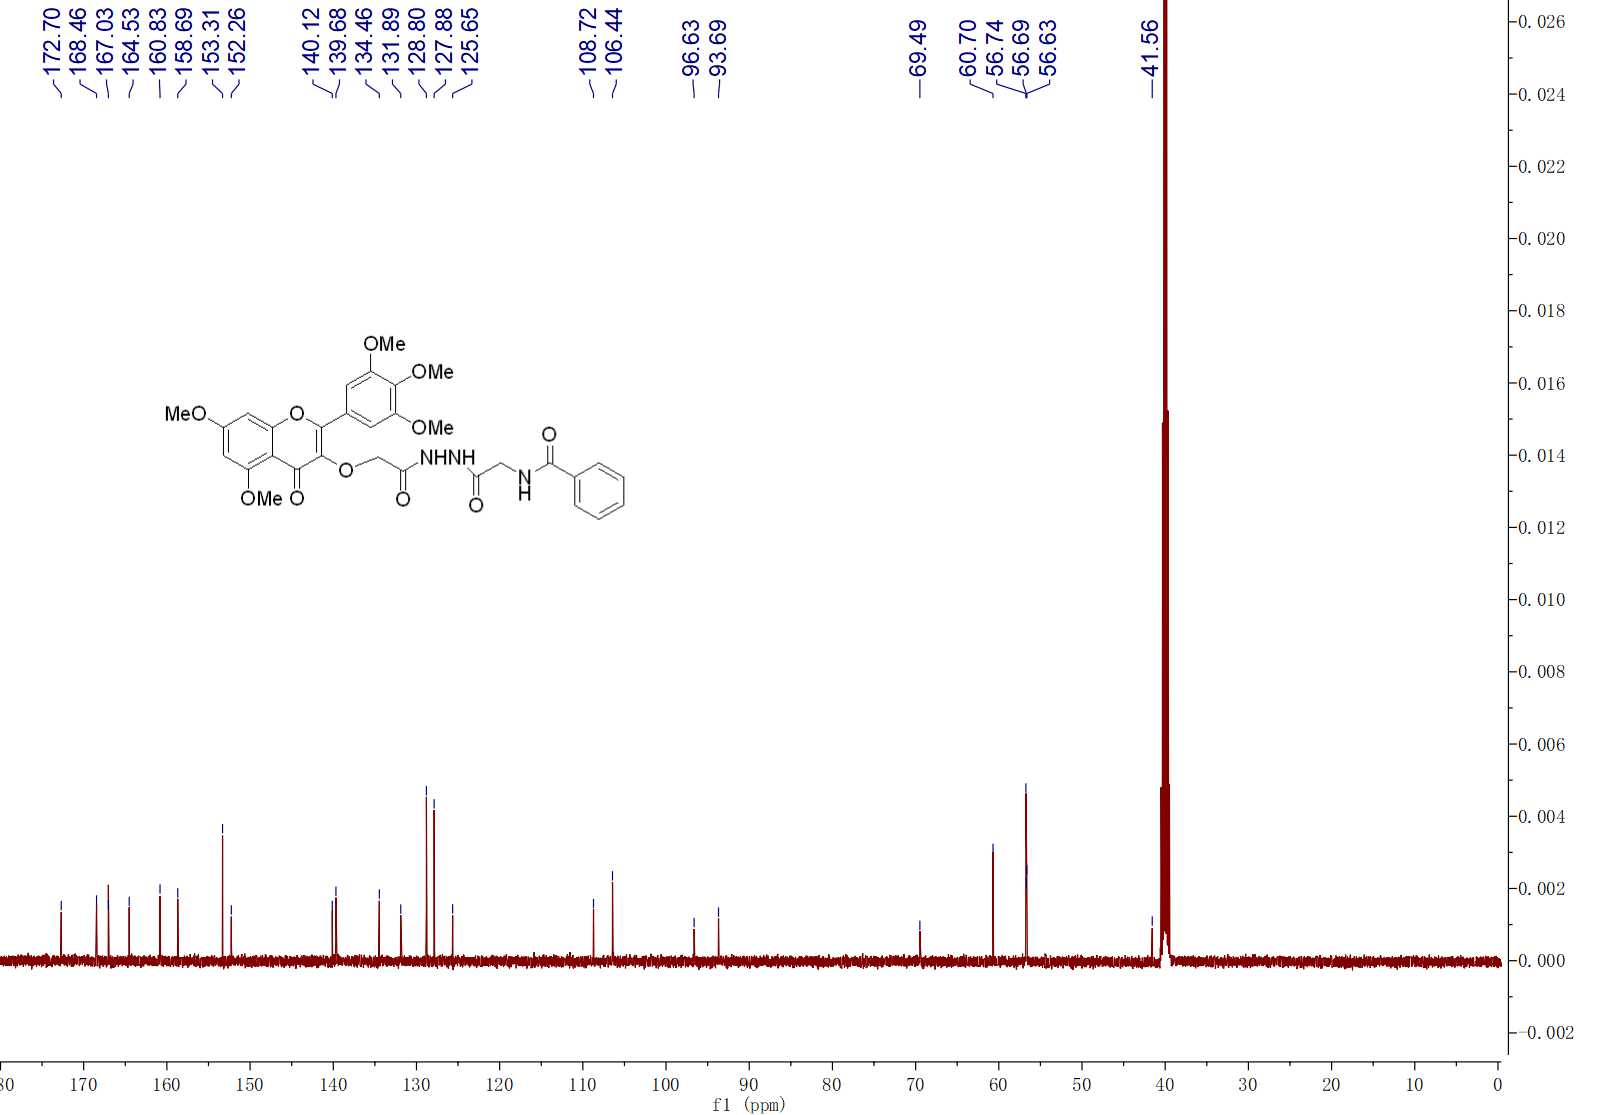 172.70
168.46
167.03
164.53
160.83
158.69
153.31
152.26
140.12
139.68
134.46
131.89
128.80
127.88
125.65
108.72
106.44
96.63
93.69
69.49
60.70
56.74
56.69
56.63
41.56
0.026
0.024
0.022
0.020
0.018
0.016
0.014
0.012
0.010
0.008
0.006
0.004
0.002
0.000
-0.002
OMe
OMe
MeO
O
OMe
O
NHNH
O
N
H
OMe
O
O
O
80 170 160 150 140 130 120 110 100 90 80 70 60 50 40 30 20 10 0
f1 (ppm)